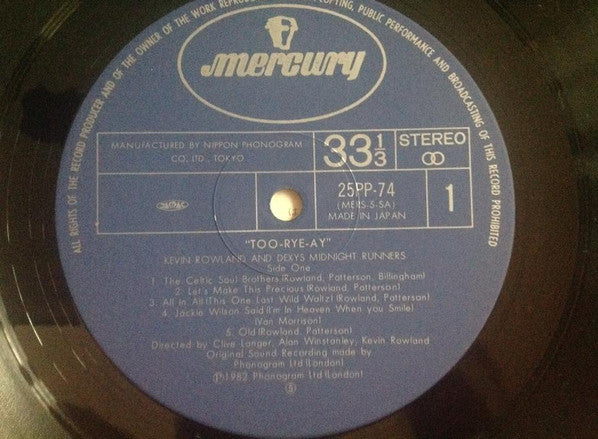 ALL RIGHTS OF THE RECORD PRODUCER AND OF THE OWNER OF THE WORK REPRODUCED
COPYING, PUBLIC PERFORMANCE AND BROADCASTING OF THIS RECORD PROHIBITED
mercury
MANUFACTURED BY NIPPON PHONOGRAM
CO., LTD., TOKYO
33 1/3
STEREO
25PP-74
(MERS-5-SA)
MADE IN JAPAN
1
"TOO-RYE-AY"
KEVIN ROWLAND AND DEXYS MIDNIGHT RUNNERS
Side One
1. The Celtic Soul Brothers(Rowland, Patterson, Billingham)
2. Let's Make This Precious(Rowland, Patterson)
3. All in All(This One Last Wild Waltz)(Rowland, Patterson)
4. Jackie Wilson Said(I'm In Heaven When you Smile)
(Van Morrison)
5. Old(Rowland, Patterson)
Directed by Clive Langer, Alan Winstanley, Kevin Rowland
Original Sound Recording made by
Phonogram Ltd(London)
Ⓟ1982 Phonogram Ltd(London)